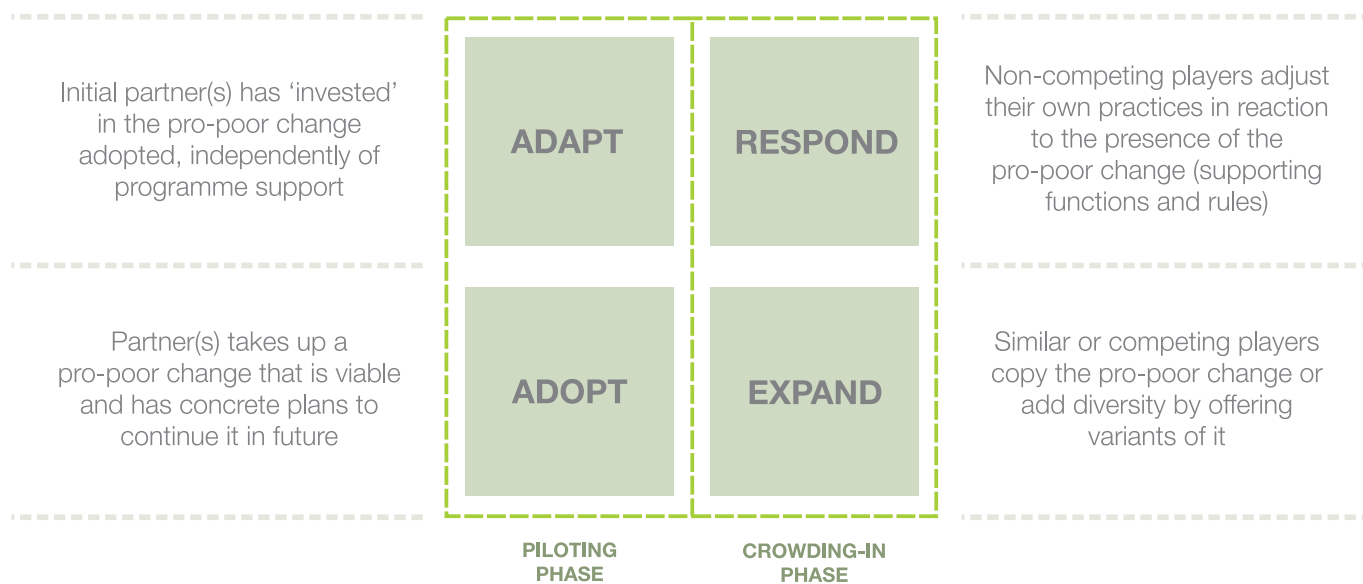 Initial partner(s) has ‘invested’
in the pro-poor change
adopted, independently of
programme support
ADAPT
RESPOND
Non-competing players adjust
their own practices in reaction
to the presence of the
pro-poor change (supporting
functions and rules)
Partner(s) takes up a
pro-poor change that is viable
and has concrete plans to
continue it in future
ADOPT
EXPAND
Similar or competing players
copy the pro-poor change or
add diversity by offering
variants of it
PILOTING
PHASE
CROWDING-IN
PHASE